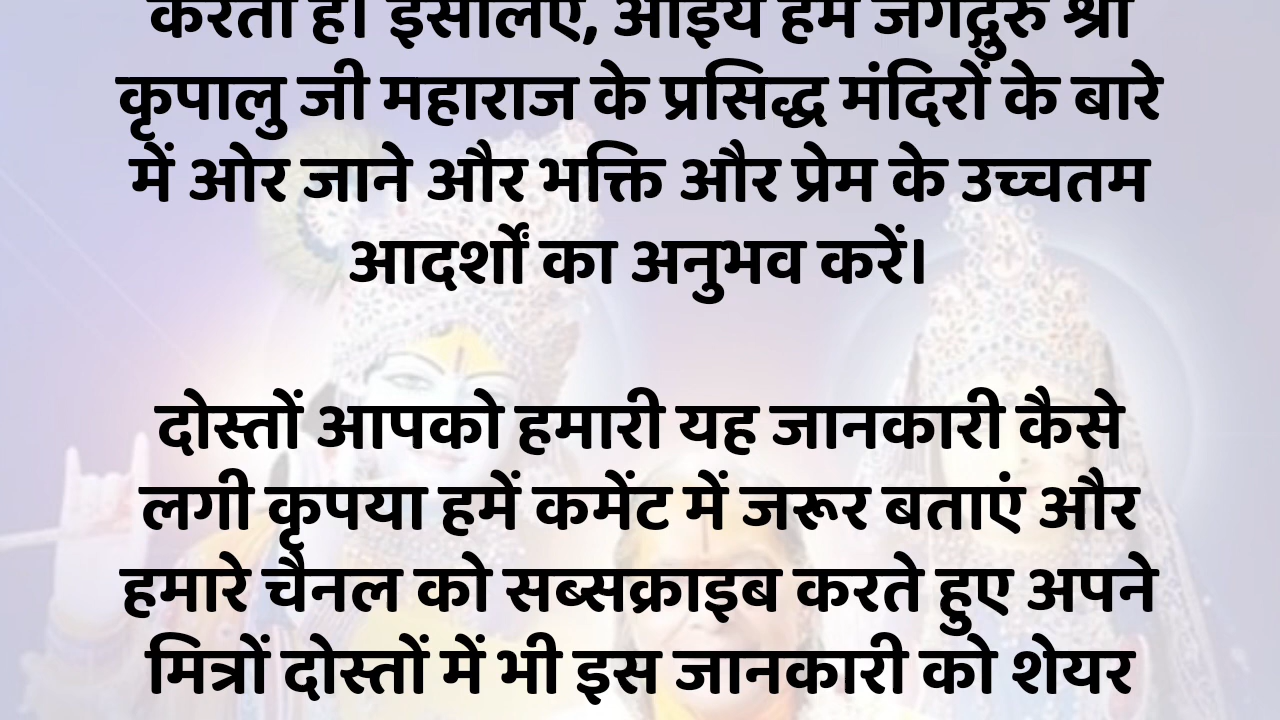 करता है। इसलिए, आइये हम जगद्गुरु श्री
कृपालु जी महाराज के प्रसिद्ध मंदिरों के बारे
में ओर जाने और भक्ति और प्रेम के उच्चतम
आदर्शों का अनुभव करें।
दोस्तों आपको हमारी यह जानकारी कैसे
लगी कृपया हमें कमेंट में जरूर बताएं और
हमारे चैनल को सब्सक्राइब करते हुए अपने
मित्रों दोस्तों में भी इस जानकारी को शेयर